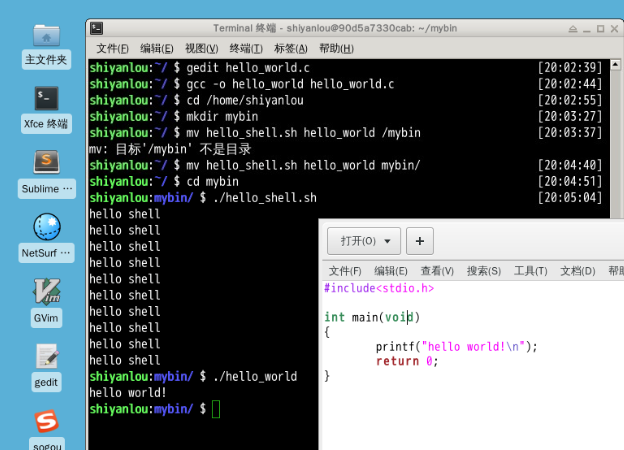 主文件夹
Xfce 终端
Sublime ⋯
NetSurf ⋯
GVim
gedit
sogou
Terminal 终端 - shiyanlou@90d5a7330cab: ~/mybin
文件(F) 编辑(E) 视图(V) 终端(T) 标签(A) 帮助(H)
shiyanlou:~/ $ gedit hello_world.c [20:02:39]
shiyanlou:~/ $ gcc -o hello_world hello_world.c [20:02:44]
shiyanlou:~/ $ cd /home/shiyanlou [20:02:55]
shiyanlou:~/ $ mkdir mybin [20:03:27]
shiyanlou:~/ $ mv hello_shell.sh hello_world /mybin [20:03:37]
mv: 目标'/mybin' 不是目录
shiyanlou:~/ $ mv hello_shell.sh hello_world mybin/ [20:04:40]
shiyanlou:~/ $ cd mybin [20:04:51]
shiyanlou:mybin/ $ ./hello_shell.sh [20:05:04]
hello shell
hello shell
hello shell
hello shell
hello shell
hello shell
hello shell
hello shell
hello shell
hello shell
shiyanlou:mybin/ $ ./hello_world
hello world!
shiyanlou:mybin/ $
打开(O)
文件(F) 编辑(E) 查看(V) 搜索(S) 工具(T) 文档(D) 帮助
#include<stdio.h>
int main(void)
{
printf("hello world!\n");
return 0;
}